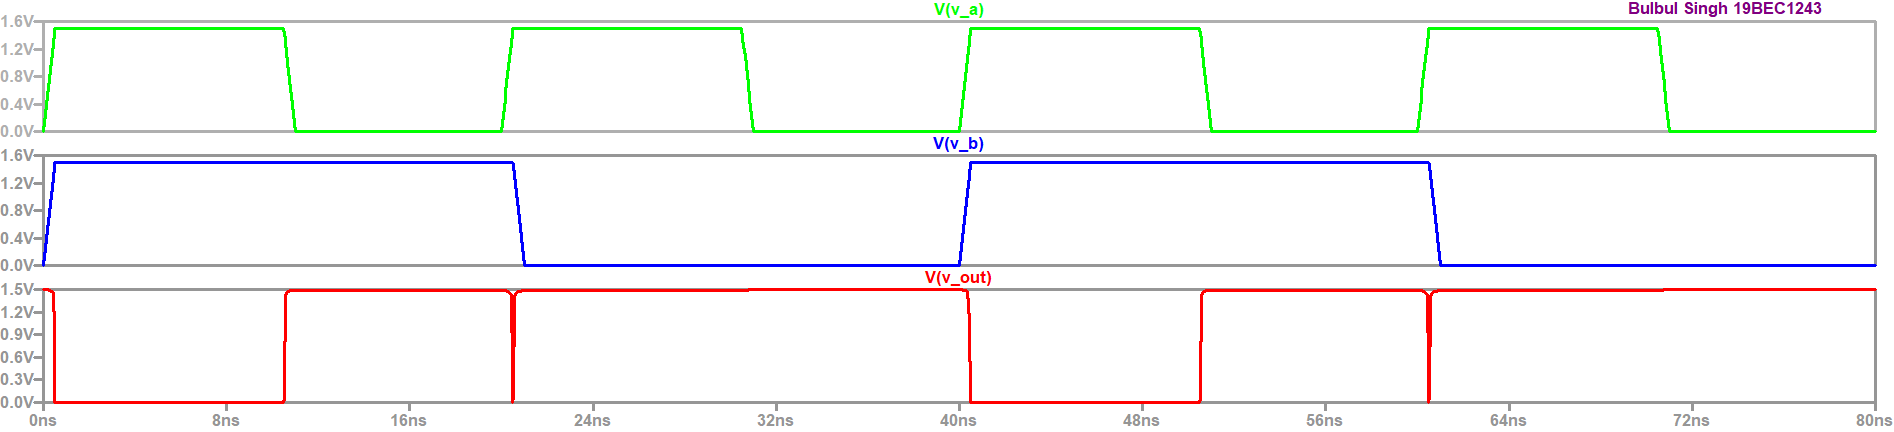 V(v_a)
Bulbul Singh 19BEC1243
1.6V
1.2V
0.8V
0.4V
0.0V
V(v_b)
1.6V
1.2V
0.8V
0.4V
0.0V
V(v_out)
1.5V
1.2V
0.9V
0.6V
0.3V
0.0V
0ns 8ns 16ns 24ns 32ns 40ns 48ns 56ns 64ns 72ns 80ns